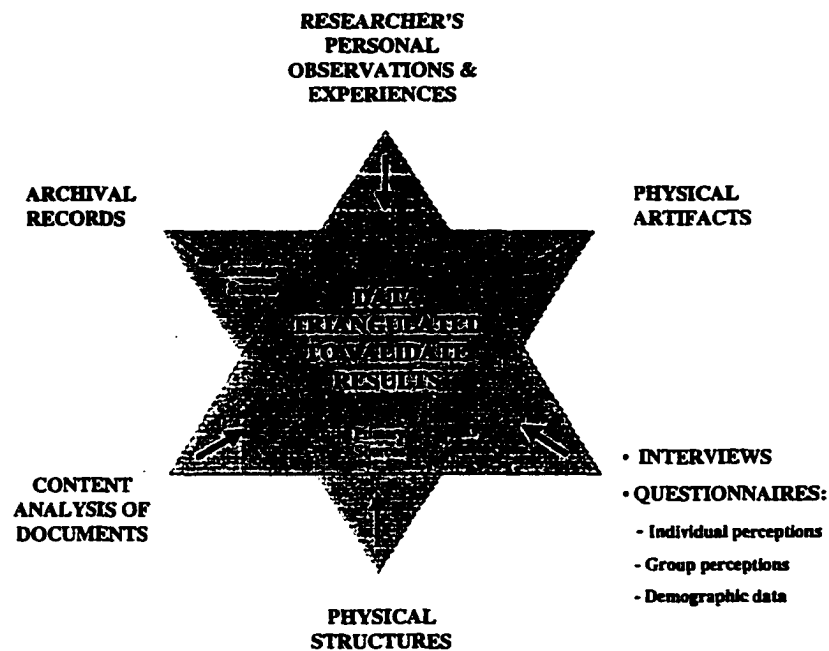 RESEARCHER'S
PERSONAL
OBSERVATIONS &
EXPERIENCES
ARCHIVAL
RECORDS
PHYSICAL
ARTIFACTS
DATA
TRIANGULATED
TO VALIDATE
RESULTS
CONTENT
ANALYSIS OF
DOCUMENTS
• INTERVIEWS
• QUESTIONNAIRES:
- Individual perceptions
- Group perceptions
- Demographic data
PHYSICAL
STRUCTURES